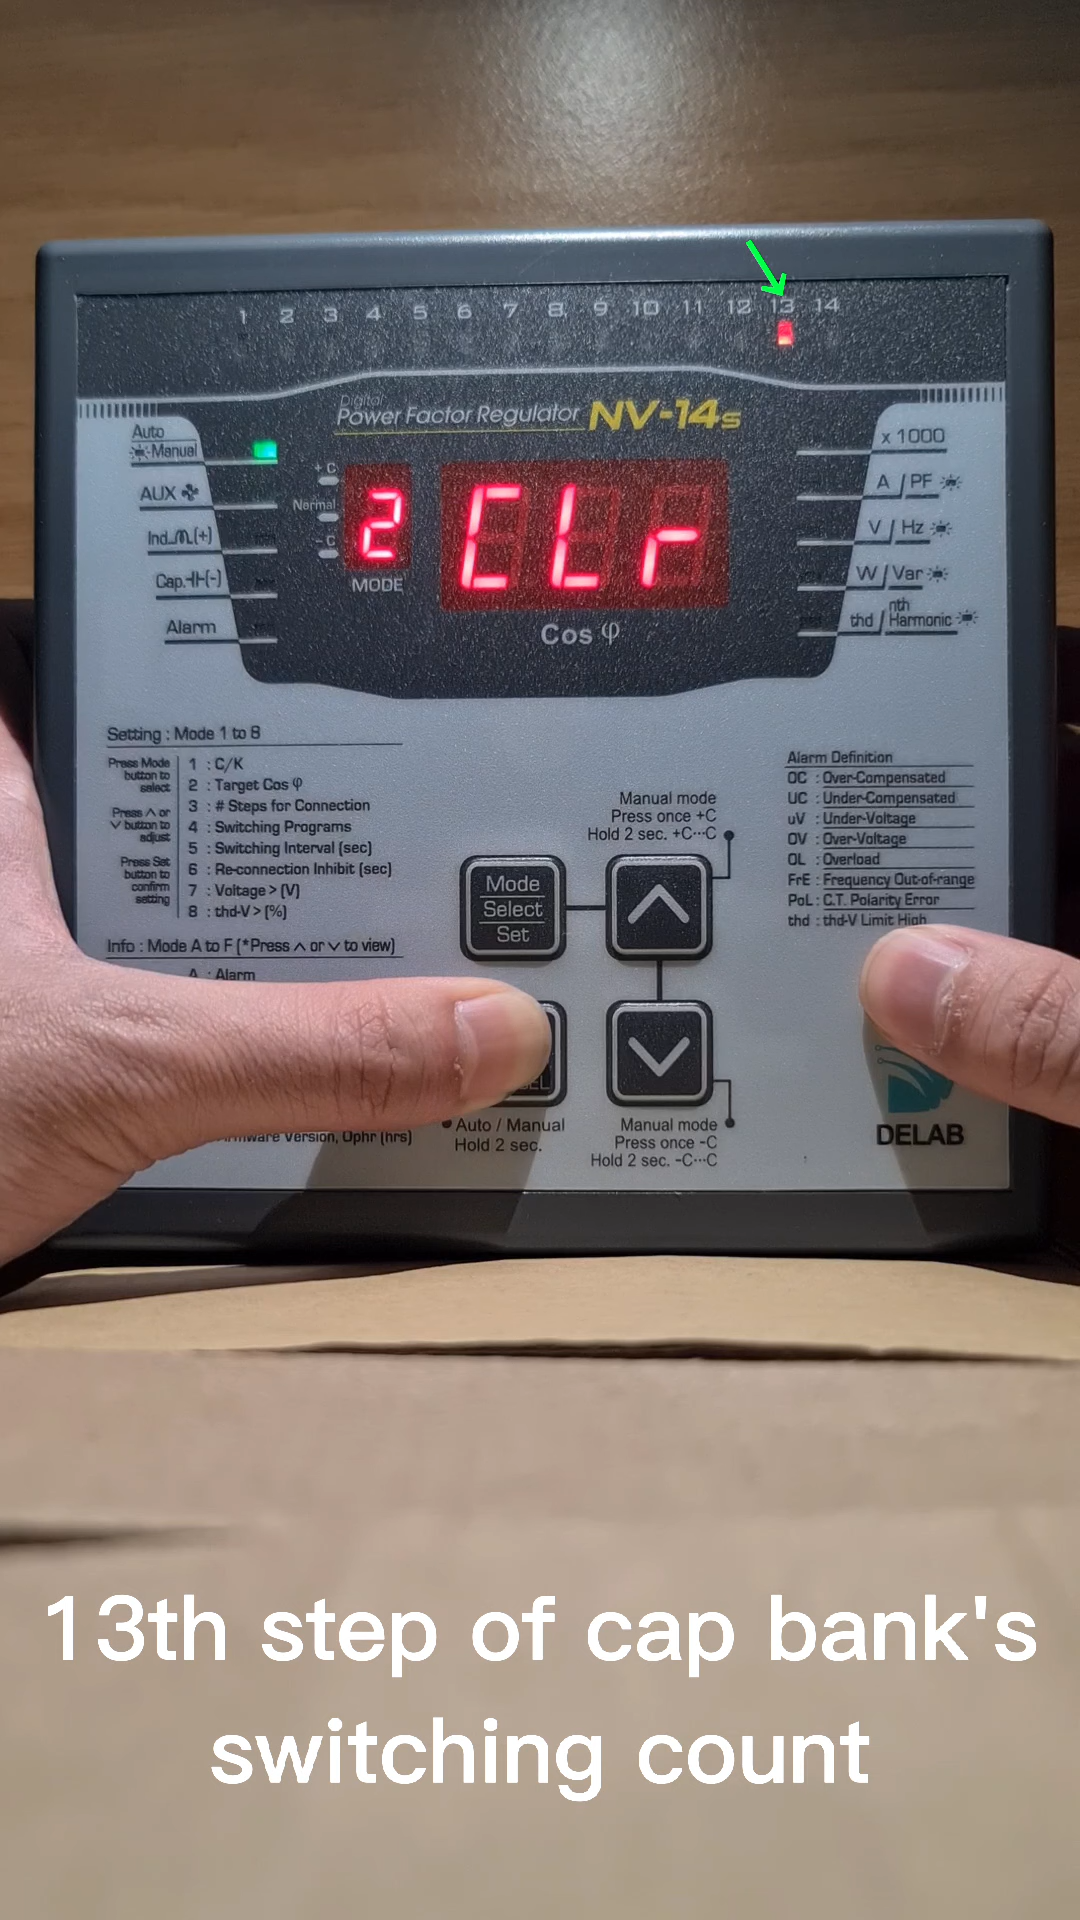 1 2 3 4 5 6 7 8 9 10 11 12 13 14
Digital
Power Factor Regulator NV-14s
Auto
Manual
AUX
Ind. (+)
Cap. (-)
Alarm
+ C
Normal
- C
2
MODE
CLr
Cos φ
x 1000
A / PF
V / Hz
W / Var
thd / nth Harmonic
Setting : Mode 1 to 8
Press Mode button to select
Press ∧ or ∨ button to adjust
Press Set button to confirm setting
1 : C/K
2 : Target Cos φ
3 : # Steps for Connection
4 : Switching Programs
5 : Switching Interval (sec)
6 : Re-connection Inhibit (sec)
7 : Voltage > (V)
8 : thd-V > (%)
Info : Mode A to F (*Press ∧ or ∨ to view)
A : Alarm
Version, Ophr (hrs)
Alarm Definition
OC : Over-Compensated
UC : Under-Compensated
uV : Under-Voltage
OV : Over-Voltage
OL : Overload
FrE : Frequency Out-of-range
PoL : C.T. Polarity Error
thd : thd-V Limit High
Manual mode
Press once +C
Hold 2 sec. +C···C
Mode
Select
Set
Auto / Manual
Hold 2 sec.
Manual mode
Press once -C
Hold 2 sec. -C···C
DELAB
13th step of cap bank's
switching count